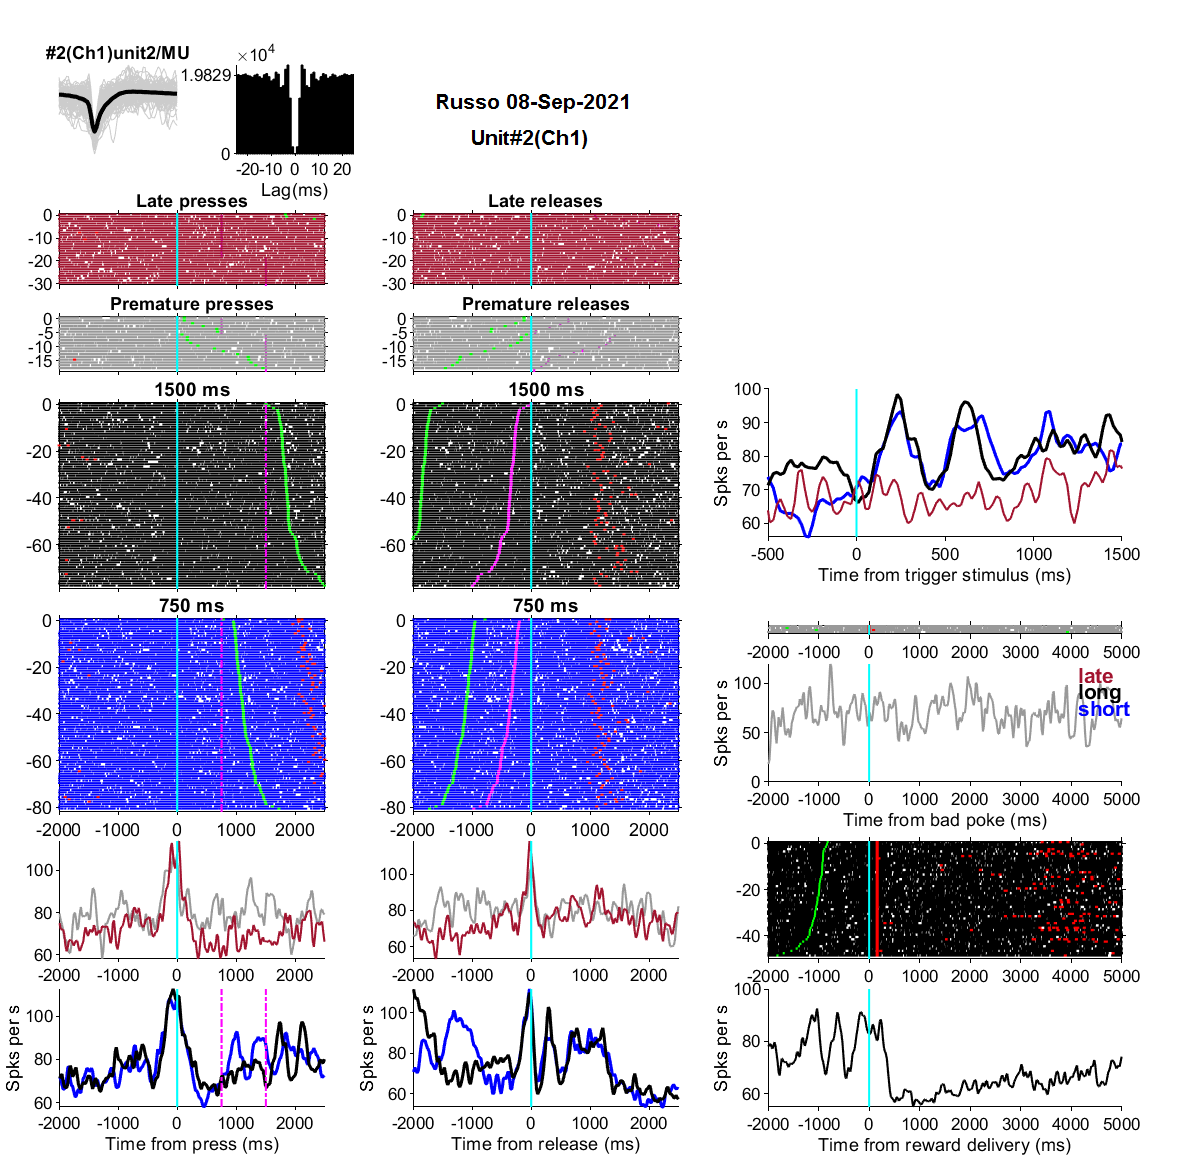 #2(Ch1)unit2/MU
×10^4
1.9829
0
-20 -10 0 10 20
Lag(ms)
Russo 08-Sep-2021
Unit#2(Ch1)
Late presses
0
-10
-20
-30
Late releases
0
-10
-20
-30
Premature presses
0
-5
-15
Premature releases
0
-5
-10
-15
1500 ms
0
-20
-40
-60
1500 ms
0
-20
-40
-60
750 ms
0
-20
-40
-60
-80
-2000 -1000 0 1000 2000
750 ms
0
-20
-40
-60
-80
-2000 -1000 0 1000 2000
100
80
60
-2000 -1000 0 1000 2000
100
80
60
-2000 -1000 0 1000 2000
Spks per s
100
80
60
-2000 -1000 0 1000 2000
Time from press (ms)
Spks per s
100
80
60
-2000 -1000 0 1000 2000
Time from release (ms)
Spks per s
100
90
80
70
60
-500 0 500 1000 1500
Time from trigger stimulus (ms)
-2000 -1000 0 1000 2000 3000 4000 5000
late
long
short
Spks per s
100
50
0
-2000 -1000 0 1000 2000 3000 4000 5000
Time from bad poke (ms)
0
-20
-40
-2000 -1000 0 1000 2000 3000 4000 5000
Spks per s
100
80
60
-2000 -1000 0 1000 2000 3000 4000 5000
Time from reward delivery (ms)